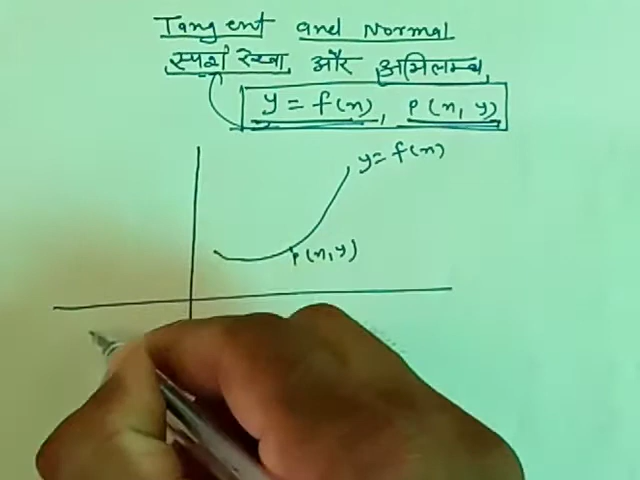 Tangent and Normal
स्पर्श रेखा और अभिलम्ब
y = f(n), P(n, y)
y = f(n)
P(n, y)